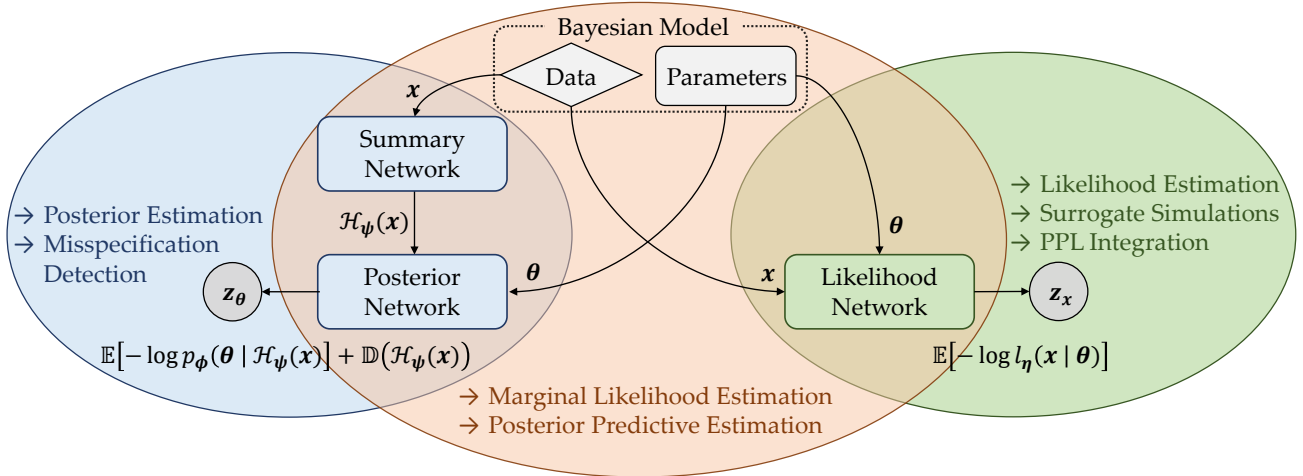 Bayesian Model
Data
Parameters
x
Summary
Network
→ Posterior Estimation
→ Misspecification
Detection
ℋ_ψ(x)
θ
→ Likelihood Estimation
→ Surrogate Simulations
→ PPL Integration
z_θ
Posterior
Network
θ
x
Likelihood
Network
z_x
𝔼[−log p_ϕ(θ | ℋ_ψ(x)] + 𝔻(ℋ_ψ(x))
𝔼[−log l_η(x | θ)]
→ Marginal Likelihood Estimation
→ Posterior Predictive Estimation